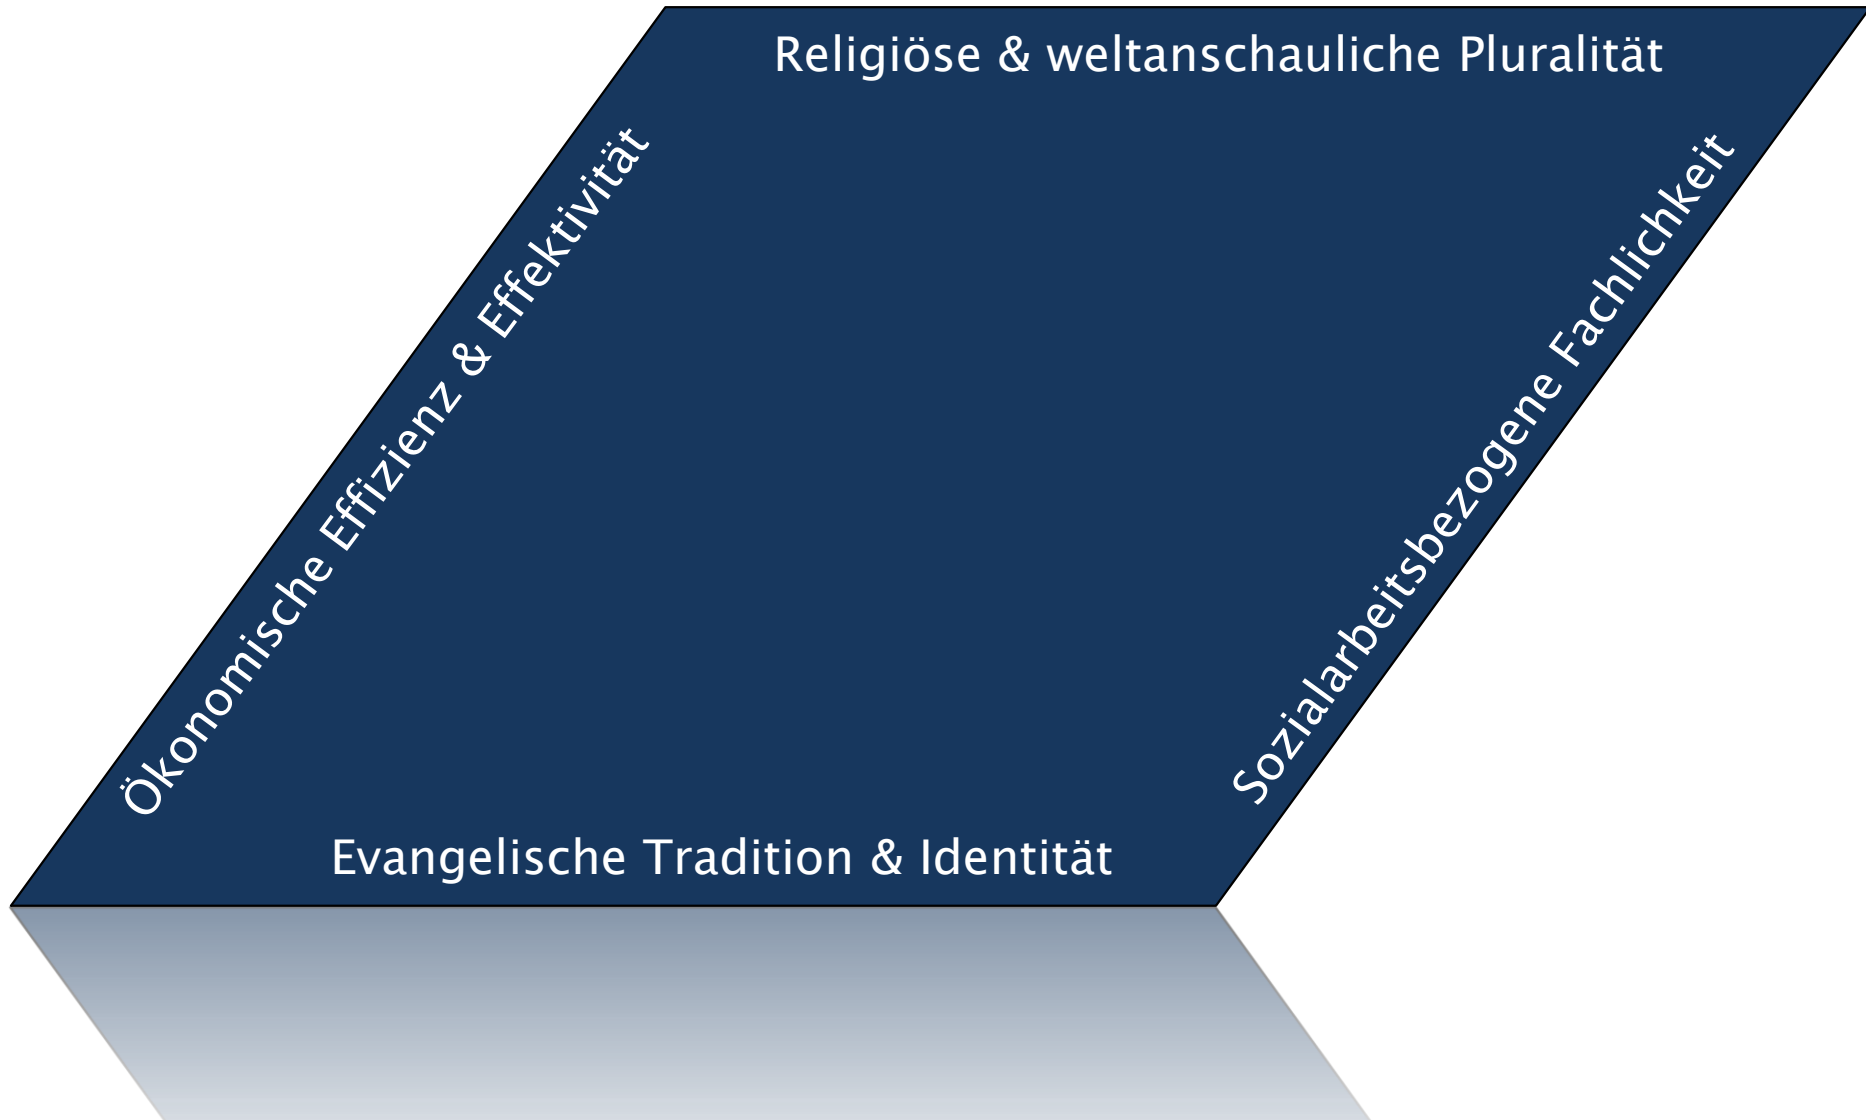 Religiöse & weltanschauliche Pluralität
Ökonomische Effizienz & Effektivität
Sozialarbeitsbezogene Fachlichkeit
Evangelische Tradition & Identität